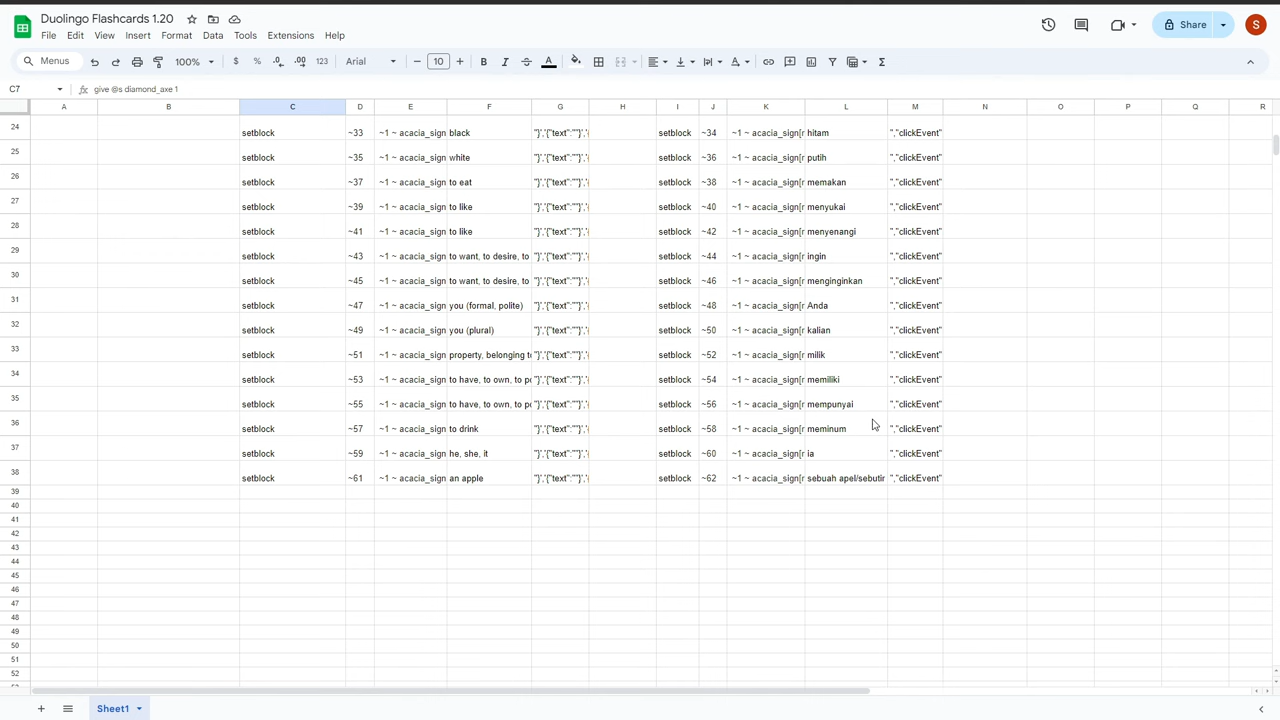 Duolingo Flashcards 1.20
File Edit View Insert Format Data Tools Extensions Help
Share
S
Menus 100% $ % .0 .00 123 Arial 10 B I A
C7 give @s diamond_axe 1
A B C D E F G H I J K L M N O P Q R
24 setblock ~33 ~1 ~ acacia_sign black "}','{"text":""}',' setblock ~34 ~1 ~ acacia_sign[r hitam ","clickEvent"
25 setblock ~35 ~1 ~ acacia_sign white "}','{"text":""}',' setblock ~36 ~1 ~ acacia_sign[r putih ","clickEvent"
26 setblock ~37 ~1 ~ acacia_sign to eat "}','{"text":""}',' setblock ~38 ~1 ~ acacia_sign[r memakan ","clickEvent"
27 setblock ~39 ~1 ~ acacia_sign to like "}','{"text":""}',' setblock ~40 ~1 ~ acacia_sign[r menyukai ","clickEvent"
28 setblock ~41 ~1 ~ acacia_sign to like "}','{"text":""}',' setblock ~42 ~1 ~ acacia_sign[r menyenangi ","clickEvent"
29 setblock ~43 ~1 ~ acacia_sign to want, to desire, to "}','{"text":""}',' setblock ~44 ~1 ~ acacia_sign[r ingin ","clickEvent"
30 setblock ~45 ~1 ~ acacia_sign to want, to desire, to "}','{"text":""}',' setblock ~46 ~1 ~ acacia_sign[r menginginkan ","clickEvent"
31 setblock ~47 ~1 ~ acacia_sign you (formal, polite) "}','{"text":""}',' setblock ~48 ~1 ~ acacia_sign[r Anda ","clickEvent"
32 setblock ~49 ~1 ~ acacia_sign you (plural) "}','{"text":""}',' setblock ~50 ~1 ~ acacia_sign[r kalian ","clickEvent"
33 setblock ~51 ~1 ~ acacia_sign property, belonging to "}','{"text":""}',' setblock ~52 ~1 ~ acacia_sign[r milik ","clickEvent"
34 setblock ~53 ~1 ~ acacia_sign to have, to own, to po "}','{"text":""}',' setblock ~54 ~1 ~ acacia_sign[r memiliki ","clickEvent"
35 setblock ~55 ~1 ~ acacia_sign to have, to own, to po "}','{"text":""}',' setblock ~56 ~1 ~ acacia_sign[r mempunyai ","clickEvent"
36 setblock ~57 ~1 ~ acacia_sign to drink "}','{"text":""}',' setblock ~58 ~1 ~ acacia_sign[r meminum ","clickEvent"
37 setblock ~59 ~1 ~ acacia_sign he, she, it "}','{"text":""}',' setblock ~60 ~1 ~ acacia_sign[r ia ","clickEvent"
38 setblock ~61 ~1 ~ acacia_sign an apple "}','{"text":""}',' setblock ~62 ~1 ~ acacia_sign[r sebuah apel/sebutir ","clickEvent"
39
40
41
42
43
44
45
46
47
48
49
50
51
52
Sheet1